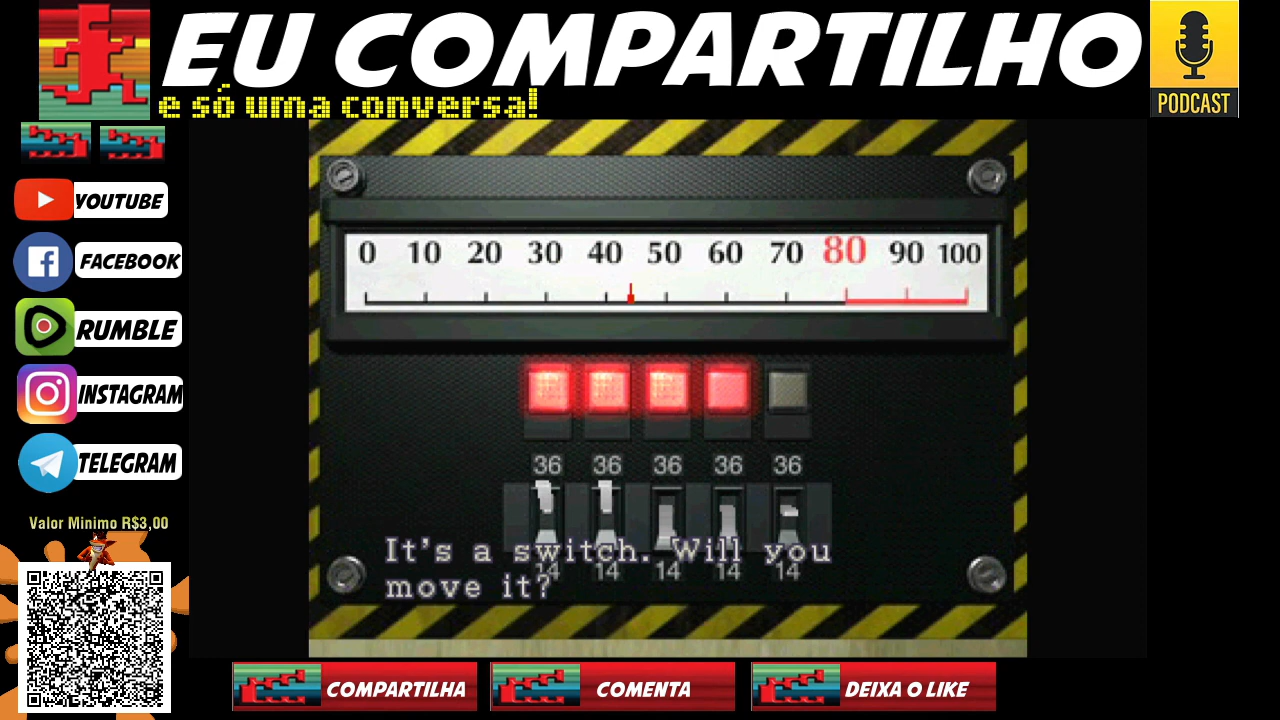 EU COMPARTILHO
e só uma conversa!
PODCAST
YOUTUBE
FACEBOOK
RUMBLE
INSTAGRAM
TELEGRAM
Valor Minimo R$3,00
0 10 20 30 40 50 60 70 80 90 100
36 36 36 36 36
14 14 14 14 14
It's a switch. Will you
move it?
COMPARTILHA
COMENTA
DEIXA O LIKE